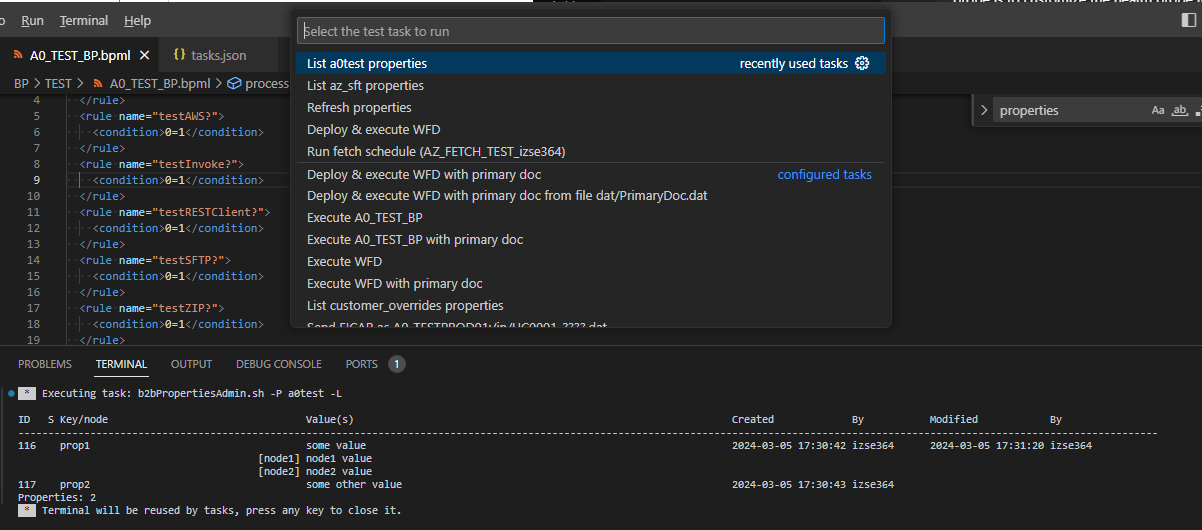 Run Terminal Help
Select the test task to run
A0_TEST_BP.bpml
tasks.json
List a0test properties recently used tasks
List az_sft properties
Refresh properties
Deploy & execute WFD
Run fetch schedule (AZ_FETCH_TEST_izse364)
Deploy & execute WFD with primary doc configured tasks
Deploy & execute WFD with primary doc from file dat/PrimaryDoc.dat
Execute A0_TEST_BP
Execute A0_TEST_BP with primary doc
Execute WFD
Execute WFD with primary doc
List customer_overrides properties
BP > TEST > A0_TEST_BP.bpml > process
properties Aa ab
4 </rule>
5 <rule name="testAWS?">
6 <condition>0=1</condition>
7 </rule>
8 <rule name="testInvoke?">
9 <condition>0=1</condition>
10 </rule>
11 <rule name="testRESTClient?">
12 <condition>0=1</condition>
13 </rule>
14 <rule name="testSFTP?">
15 <condition>0=1</condition>
16 </rule>
17 <rule name="testZIP?">
18 <condition>0=1</condition>
19 </rule>
PROBLEMS TERMINAL OUTPUT DEBUG CONSOLE PORTS 1
* Executing task: b2bPropertiesAdmin.sh -P a0test -L
ID S Key/node Value(s) Created By Modified By
116 prop1 some value 2024-03-05 17:30:42 izse364 2024-03-05 17:31:20 izse364
[node1] node1 value
[node2] node2 value
117 prop2 some other value 2024-03-05 17:30:43 izse364
Properties: 2
* Terminal will be reused by tasks, press any key to close it.